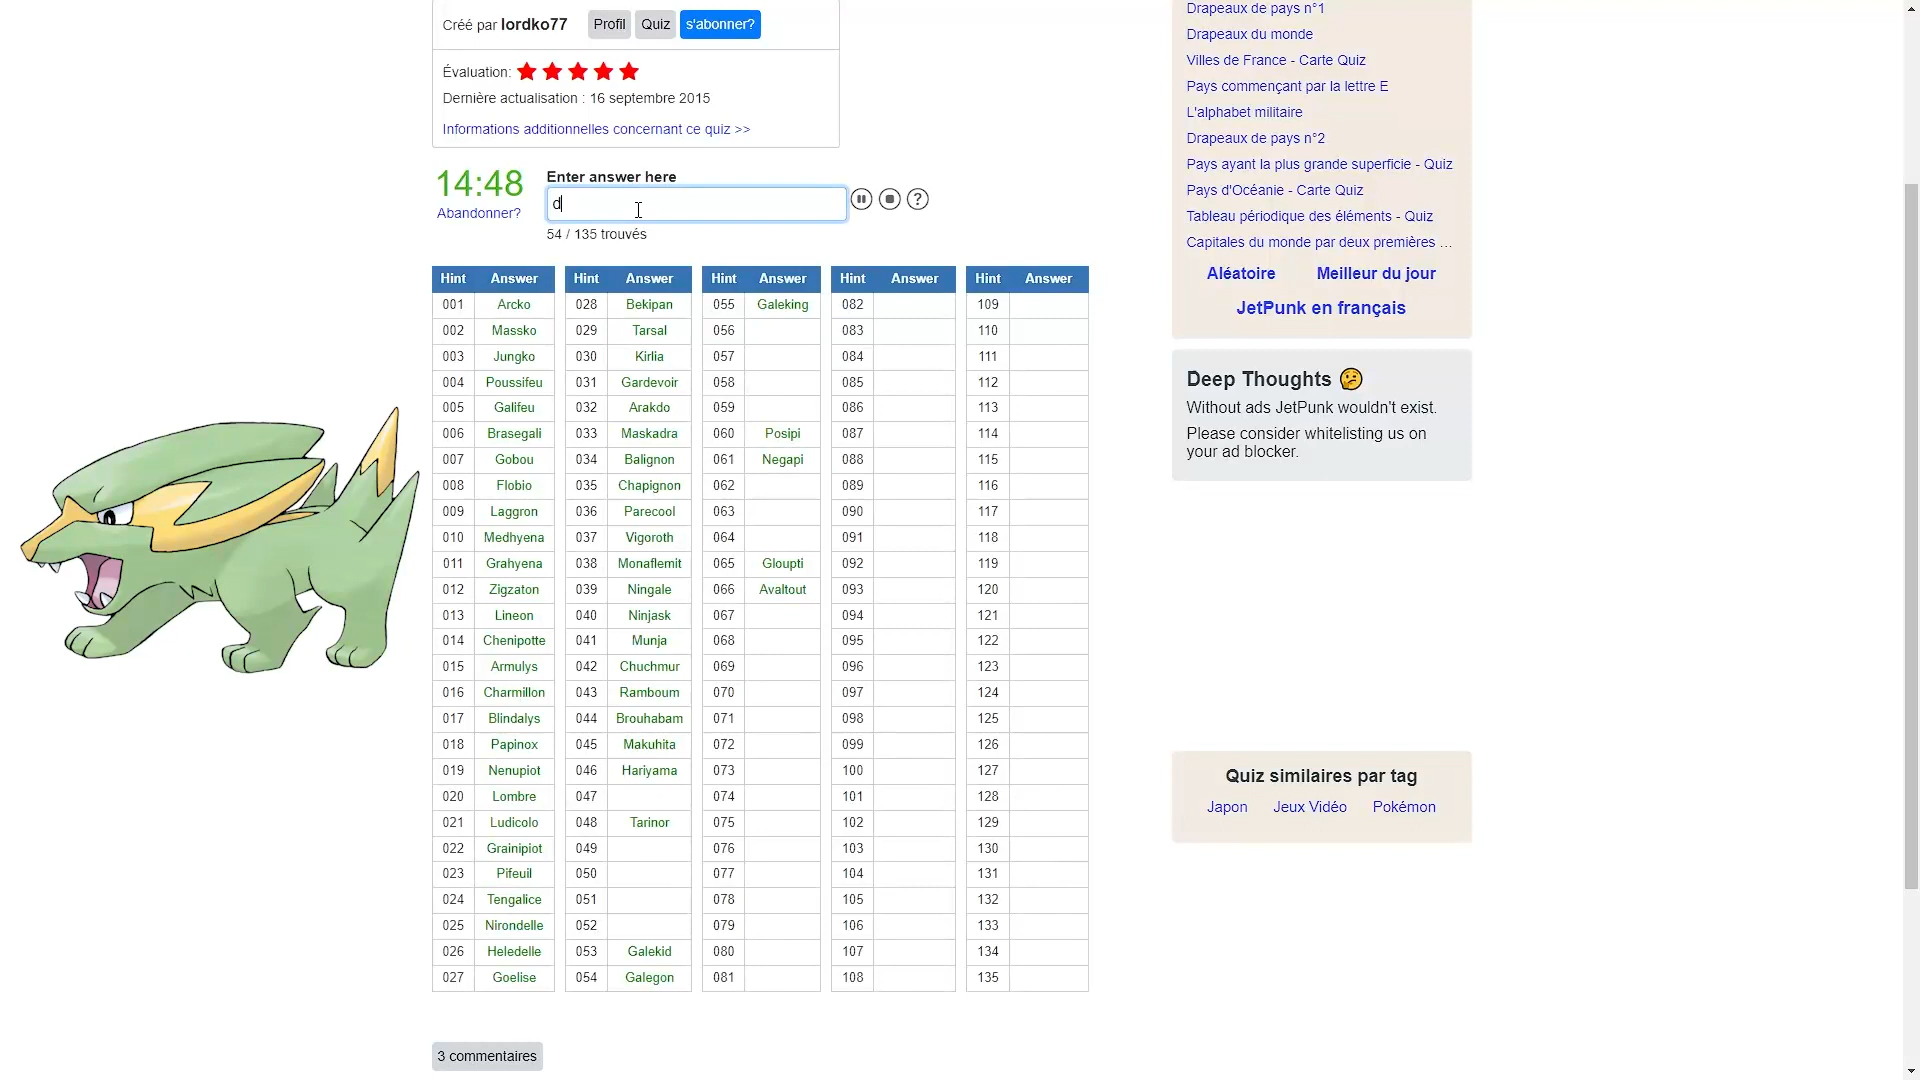 Créé par lordko77 Profil Quiz s'abonner?
Évaluation:
Dernière actualisation : 16 septembre 2015
Informations additionnelles concernant ce quiz >>
14:48
Abandonner?
Enter answer here
d
54 / 135 trouvés
Hint Answer
001 Arcko
002 Massko
003 Jungko
004 Poussifeu
005 Galifeu
006 Brasegali
007 Gobou
008 Flobio
009 Laggron
010 Medhyena
011 Grahyena
012 Zigzaton
013 Lineon
014 Chenipotte
015 Armulys
016 Charmillon
017 Blindalys
018 Papinox
019 Nenupiot
020 Lombre
021 Ludicolo
022 Grainipiot
023 Pifeuil
024 Tengalice
025 Nirondelle
026 Heledelle
027 Goelise
Hint Answer
028 Bekipan
029 Tarsal
030 Kirlia
031 Gardevoir
032 Arakdo
033 Maskadra
034 Balignon
035 Chapignon
036 Parecool
037 Vigoroth
038 Monaflemit
039 Ningale
040 Ninjask
041 Munja
042 Chuchmur
043 Ramboum
044 Brouhabam
045 Makuhita
046 Hariyama
047
048 Tarinor
049
050
051
052
053 Galekid
054 Galegon
Hint Answer
055 Galeking
056
057
058
059
060 Posipi
061 Negapi
062
063
064
065 Gloupti
066 Avaltout
067
068
069
070
071
072
073
074
075
076
077
078
079
080
081
Hint Answer
082
083
084
085
086
087
088
089
090
091
092
093
094
095
096
097
098
099
100
101
102
103
104
105
106
107
108
Hint Answer
109
110
111
112
113
114
115
116
117
118
119
120
121
122
123
124
125
126
127
128
129
130
131
132
133
134
135
3 commentaires
Drapeaux de pays n°1
Drapeaux du monde
Villes de France - Carte Quiz
Pays commençant par la lettre E
L'alphabet militaire
Drapeaux de pays n°2
Pays ayant la plus grande superficie - Quiz
Pays d'Océanie - Carte Quiz
Tableau périodique des éléments - Quiz
Capitales du monde par deux premières ...
Aléatoire Meilleur du jour
JetPunk en français
Deep Thoughts
Without ads JetPunk wouldn't exist.
Please consider whitelisting us on
your ad blocker.
Quiz similaires par tag
Japon Jeux Vidéo Pokémon